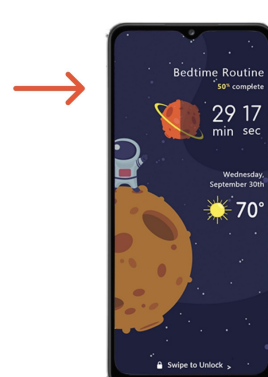 Bedtime Routine
50% complete
29 17
min sec
Wednesday,
September 30th
70°
Swipe to Unlock